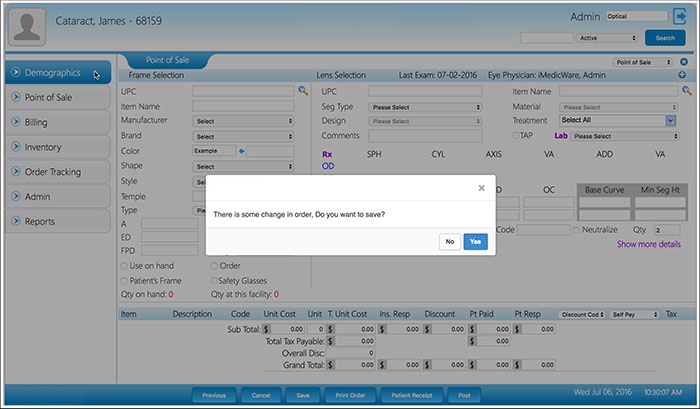 Cataract, James - 68159
Admin Optical
Active Search
Demographics
Point of Sale
Billing
Inventory
Order Tracking
Admin
Reports
Point of Sale
Point of Sale
Frame Selection
Lens Selection Last Exam: 07-02-2016 Eye Physician: iMedicWare, Admin
UPC
Item Name
Manufacturer Select
Brand Select
Color Example
Shape Select
Style
Temple
Type
A
ED
FPD
Use on hand Order
Patient's Frame Safety Glasses
Qty on hand: 0 Qty at this facility: 0
UPC Item Name
Seg Type Please Select Material Please Select
Design Please Select Treatment Select All
Comments TAP Lab Please Select
Rx SPH CYL AXIS VA ADD VA
OD
OC Base Curve Min Seg Ht
Code Neutralize Qty 2
Show more details
There is some change in order, Do you want to save?
No Yes
Item Description Code Unit Cost Unit T. Unit Cost Ins. Resp Discount Pt Paid Pt Resp Discount Cod Self Pay Tax
Sub Total: $ 0.00 0 $ 0.00 $ 0.00 $ 0.00 $ 0.00 $ 0.00
Total Tax Payable: $ 0.00 $ 0.00 $ 0.00
Overall Disc: 0
Grand Total: $ 0.00 $ 0.00 $ 0.00 $ 0.00 $ 0.00
Previous Cancel Save Print Order Patient Receipt Post
Wed Jul 06, 2016 10:30:07 AM